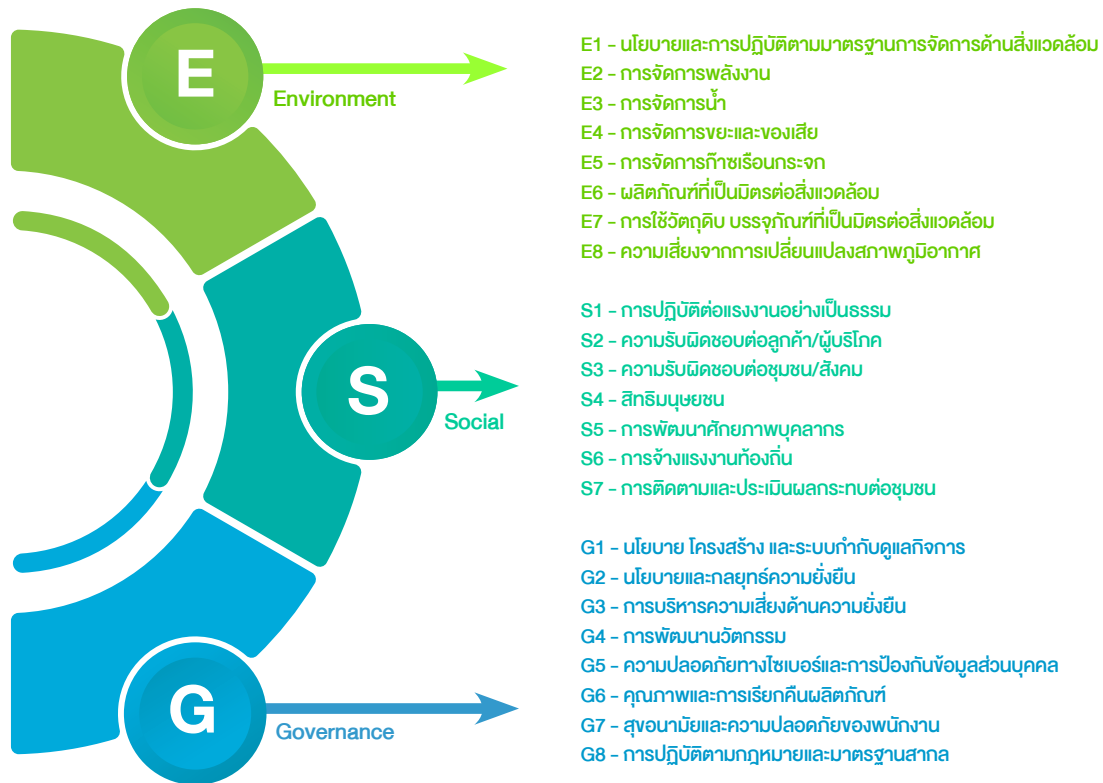 E
Environment
E1 - นโยบายและการปฏิบัติตามมาตรฐานการจัดการด้านสิ่งแวดล้อม
E2 - การจัดการพลังงาน
E3 - การจัดการน้ำ
E4 - การจัดการขยะและของเสีย
E5 - การจัดการก๊าซเรือนกระจก
E6 - ผลิตภัณฑ์ที่เป็นมิตรต่อสิ่งแวดล้อม
E7 - การใช้วัตถุดิบ บรรจุภัณฑ์ที่เป็นมิตรต่อสิ่งแวดล้อม
E8 - ความเสี่ยงจากการเปลี่ยนแปลงสภาพภูมิอากาศ
S
Social
S1 - การปฏิบัติต่อแรงงานอย่างเป็นธรรม
S2 - ความรับผิดชอบต่อลูกค้า/ผู้บริโภค
S3 - ความรับผิดชอบต่อชุมชน/สังคม
S4 - สิทธิมนุษยชน
S5 - การพัฒนาศักยภาพบุคลากร
S6 - การจ้างแรงงานท้องถิ่น
S7 - การติดตามและประเมินผลกระทบต่อชุมชน
G
Governance
G1 - นโยบาย โครงสร้าง และระบบกำกับดูแลกิจการ
G2 - นโยบายและกลยุทธ์ความยั่งยืน
G3 - การบริหารความเสี่ยงด้านความยั่งยืน
G4 - การพัฒนานวัตกรรม
G5 - ความปลอดภัยทางไซเบอร์และการป้องกันข้อมูลส่วนบุคคล
G6 - คุณภาพและการเรียกคืนผลิตภัณฑ์
G7 - สุขอนามัยและความปลอดภัยของพนักงาน
G8 - การปฏิบัติตามกฎหมายและมาตรฐานสากล